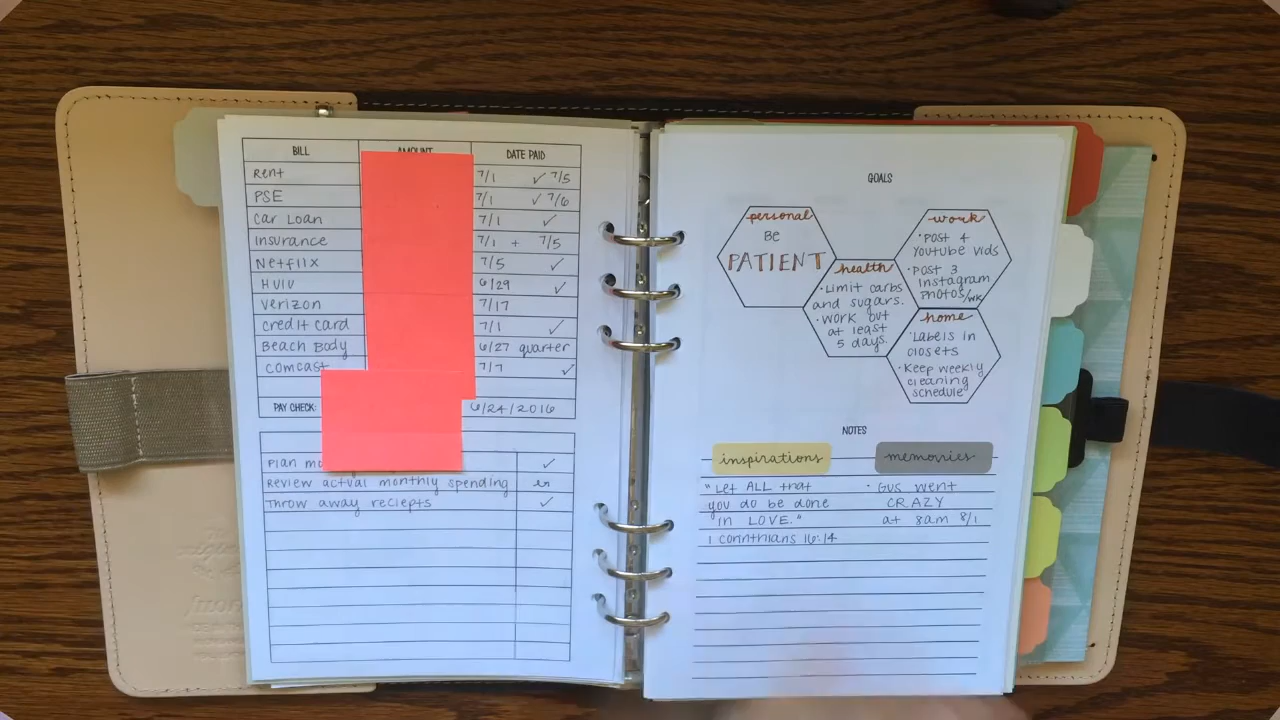 BILL AMOUNT DATE PAID
Rent 7/1 ✓ 7/5
PSE 7/1 ✓ 7/6
Car Loan 7/1 ✓
Insurance 7/1 + 7/5
Netflix 7/5 ✓
HULU 6/29 ✓
Verizon 7/17
credit card 7/1 ✓
Beach Body 6/27 quarter
Comcast 7/7 ✓
PAY CHECK: 6/24/2016
Plan ✓
Review actual monthly spending
Throw away reciepts ✓
GOALS
personal
Be
PATIENT
health
• Limit carbs
and sugars.
• Work out
at least
5 days.
work
• Post 4
Youtube vids
• Post 3
Instagram
Photos/wk
home
• Labels in
closets
• Keep weekly
cleaning
schedule
NOTES
inspirations
"Let ALL that
you do be done
in LOVE."
1 Corinthians 16:14
memories
• Gus went
CRAZY
at 8am 8/1